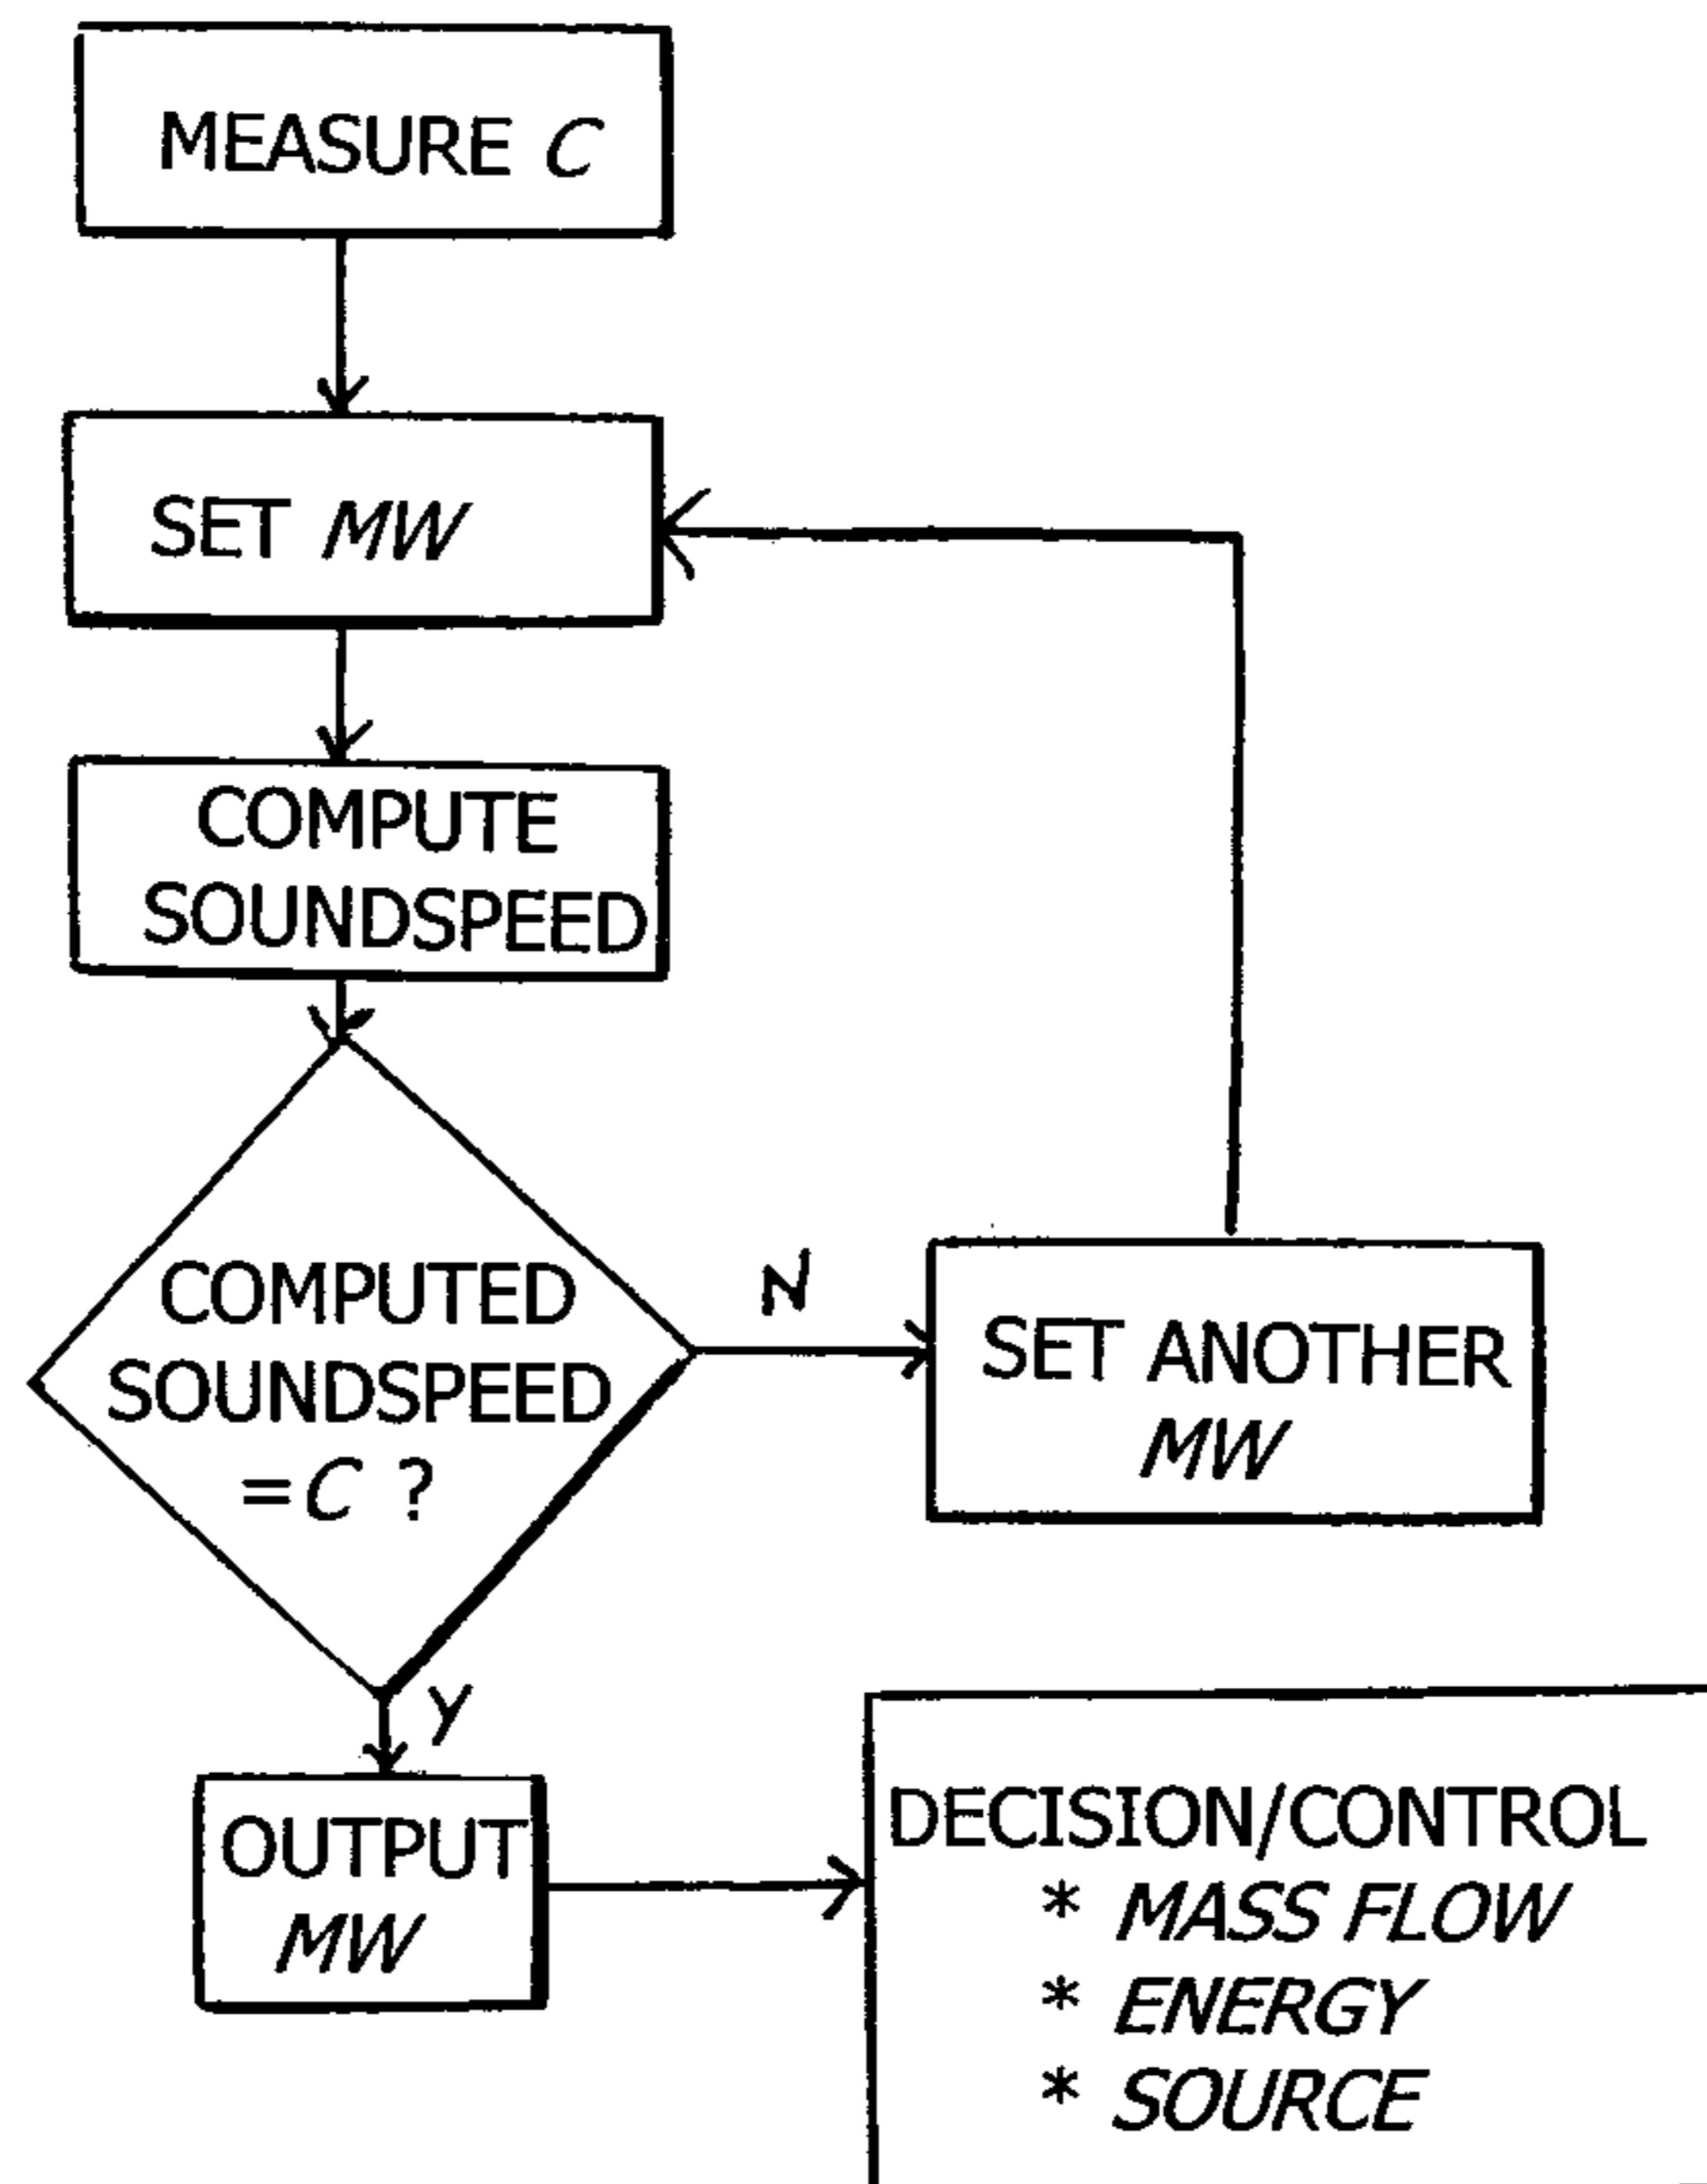 MEASURE C
SET MW
COMPUTE
SOUNDSPEED
COMPUTED
SOUNDSPEED
=C ?
N
SET ANOTHER
MW
Y
OUTPUT
MW
DECISION/CONTROL
* MASS FLOW
* ENERGY
* SOURCE